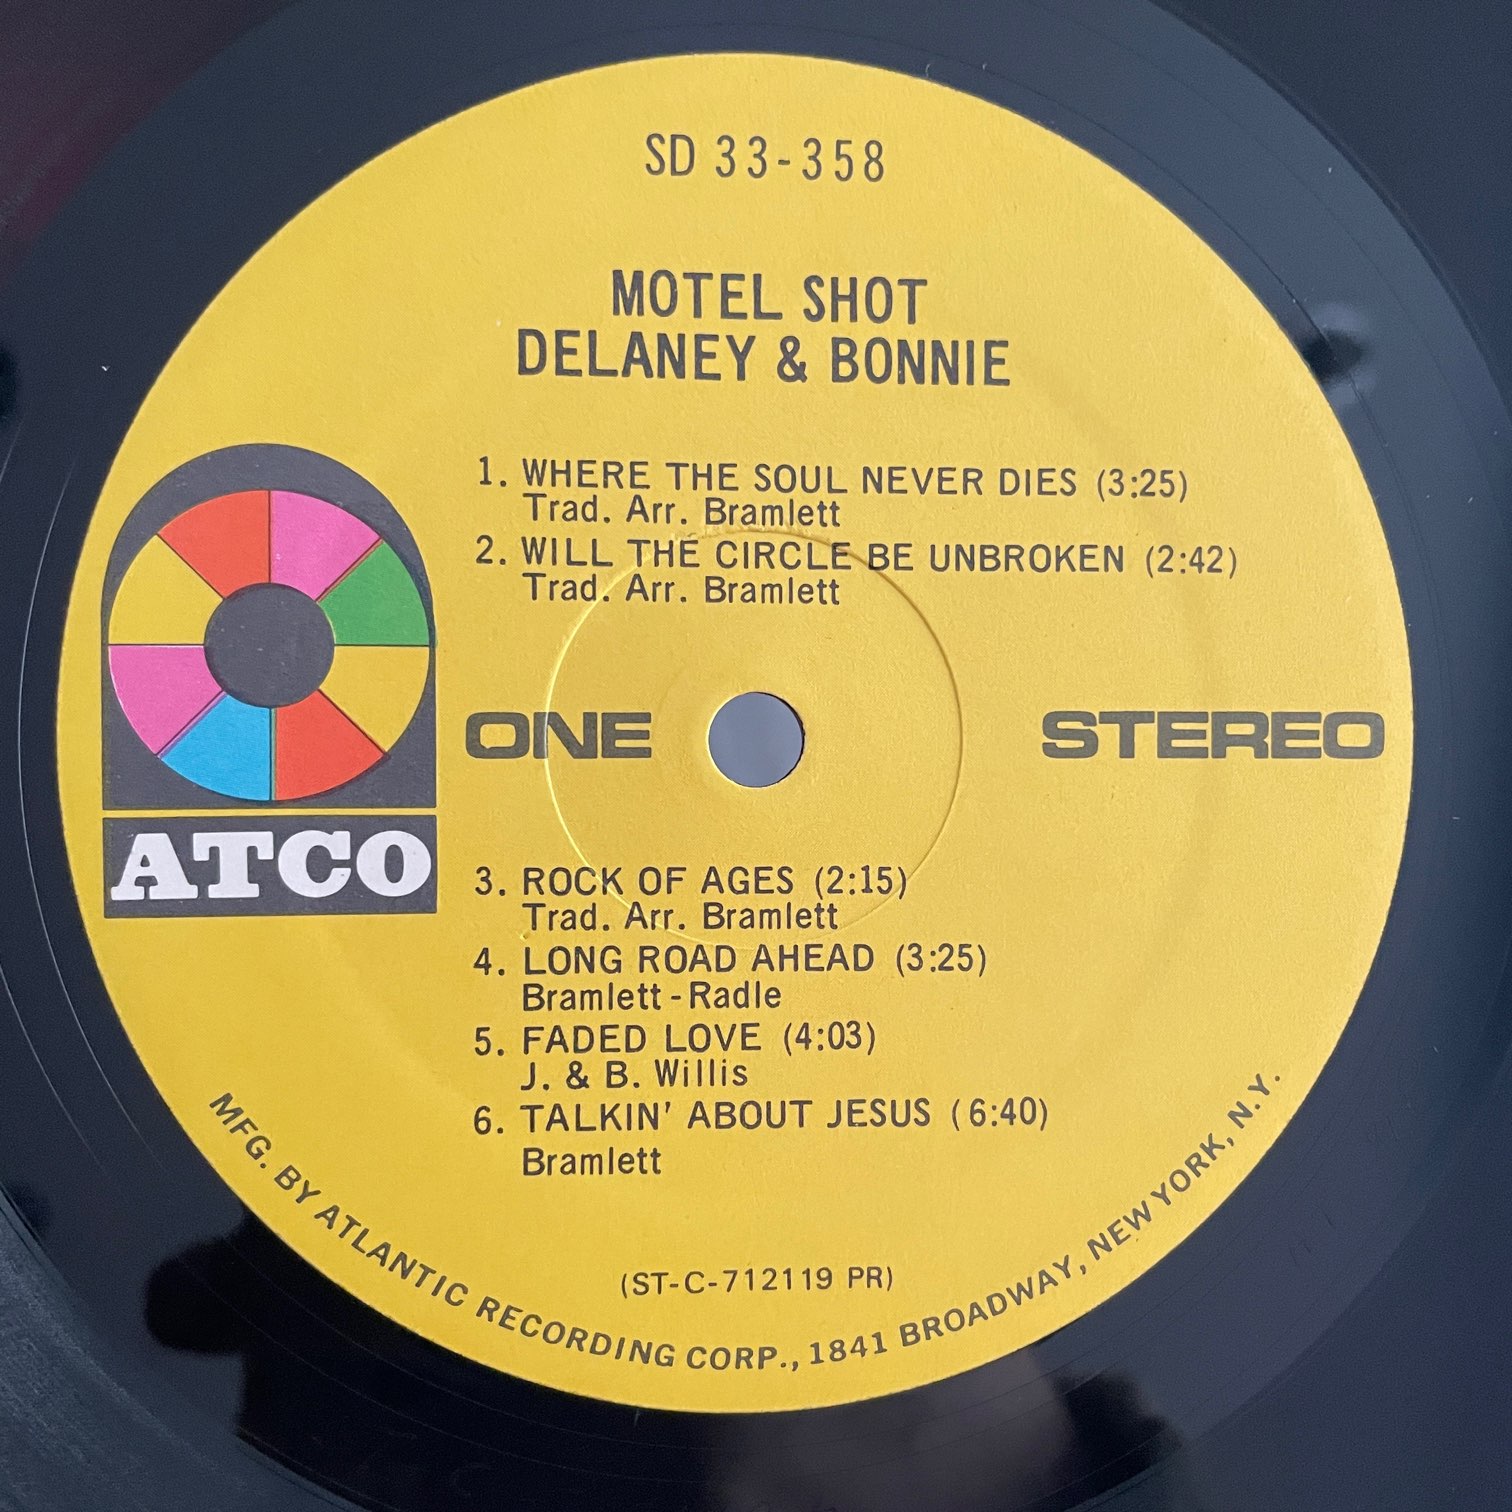 SD 33-358
MOTEL SHOT
DELANEY & BONNIE
1. WHERE THE SOUL NEVER DIES (3:25)
Trad. Arr. Bramlett
2. WILL THE CIRCLE BE UNBROKEN (2:42)
Trad. Arr. Bramlett
ONE
STEREO
ATCO
3. ROCK OF AGES (2:15)
Trad. Arr. Bramlett
4. LONG ROAD AHEAD (3:25)
Bramlett-Radle
5. FADED LOVE (4:03)
J. & B. Willis
6. TALKIN' ABOUT JESUS (6:40)
Bramlett
(ST-C-712119 PR)
MFG. BY ATLANTIC RECORDING CORP., 1841 BROADWAY, NEW YORK, N.Y.